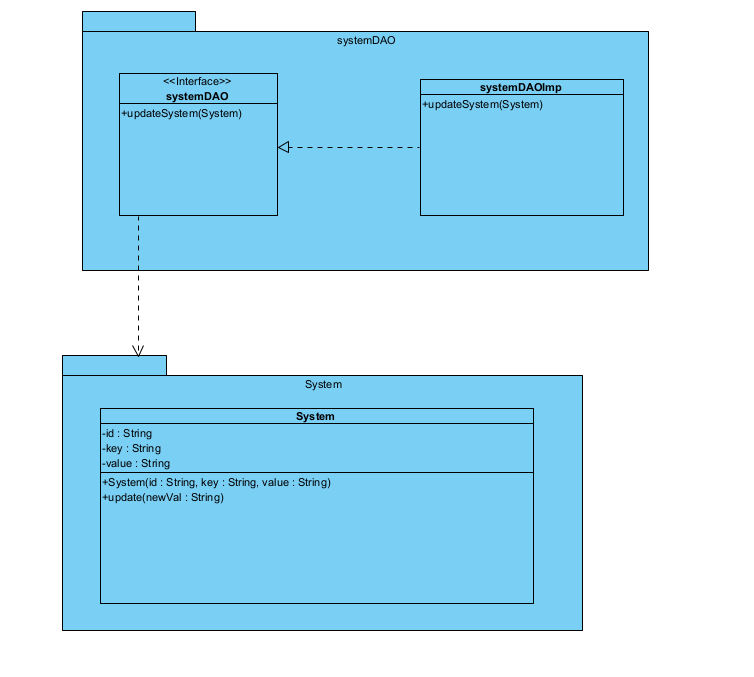 systemDAO
<<Interface>>
systemDAO
+updateSystem(System)
systemDAOImp
+updateSystem(System)
System
System
-id : String
-key : String
-value : String
+System(id : String, key : String, value : String)
+update(newVal : String)